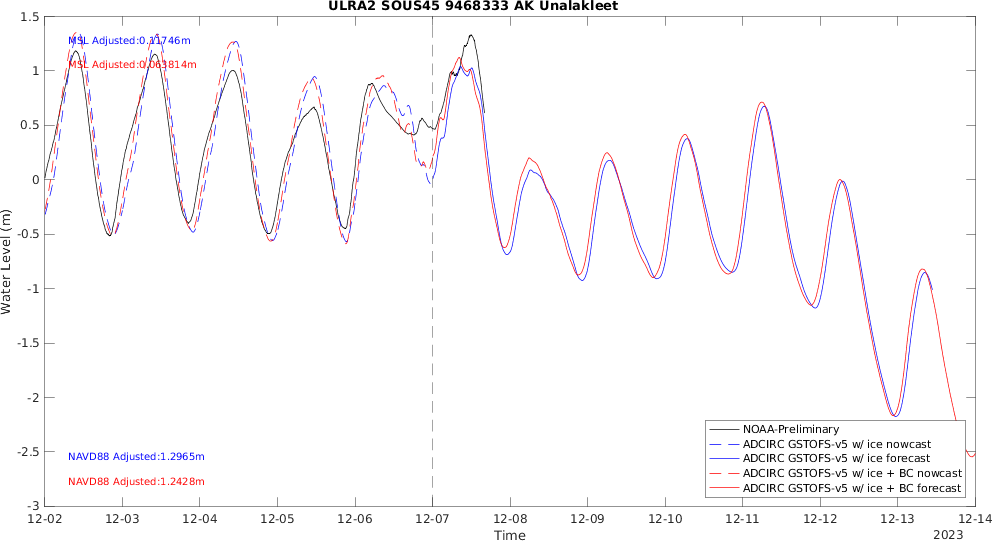 ULRA2 SOUS45 9468333 AK Unalakleet
1.5
MSL Adjusted:0.11746m
1
MSL Adjusted:0.063814m
0.5
0
-0.5
Water Level (m)
-1
-1.5
-2
NOAA-Preliminary
ADCIRC GSTOFS-v5 w/ ice nowcast
-2.5
NAVD88 Adjusted:1.2965m
ADCIRC GSTOFS-v5 w/ ice forecast
ADCIRC GSTOFS-v5 w/ ice + BC nowcast
NAVD88 Adjusted:1.2428m
ADCIRC GSTOFS-v5 w/ ice + BC forecast
-3
12-02 12-03 12-04 12-05 12-06 12-07 12-08 12-09 12-10 12-11 12-12 12-13 12-14
Time
2023